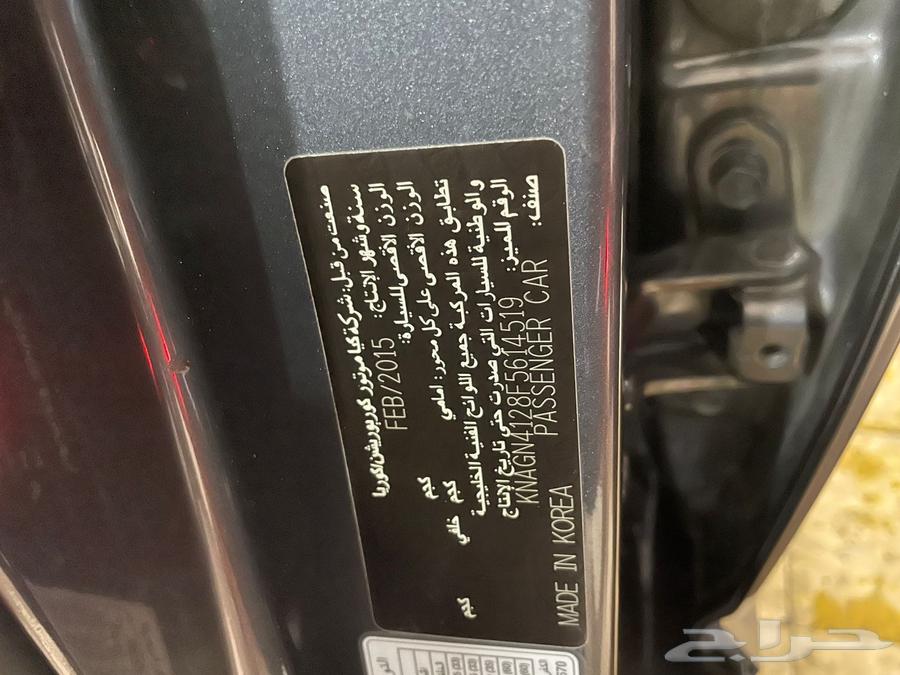 صنعت من قبل: شركة كيا موتور كوربوريشن/كوريا
سنة وشهر الإنتاج: FEB/2015
الوزن الأقصى للسيارة: كجم
الوزن الأقصى على كل محور: أمامي كجم خلفي كجم
تطابق هذه المركبة جميع اللوائح الفنية الخليجية
والوطنية للسيارات التي صدرت حتى تاريخ الإنتاج
الرقم المميز: KNAGN4128F5614519
صنف: PASSENGER CAR
MADE IN KOREA
حراج